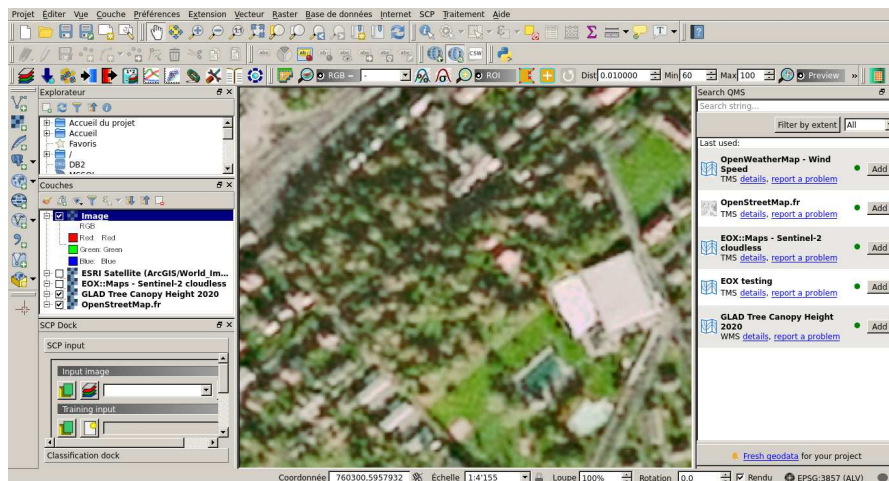 Projet Éditer Vue Couche Préférences Extension Vecteur Raster Base de données Internet SCP Traitement Aide
RGB = - ROI Dist 0.010000 Min 60 Max 100 Preview »
Explorateur
Accueil du projet
Accueil
Favoris
/
DB2
MSSQL
Couches
Image
RGB
Red: Red
Green: Green
Blue: Blue
ESRI Satellite (ArcGIS/World_Im...
EOX::Maps - Sentinel-2 cloudless
GLAD Tree Canopy Height 2020
OpenStreetMap.fr
SCP Dock
SCP input
Input image
Training input
Classification dock
Search QMS
Search string...
Filter by extent All
Last used:
OpenWeatherMap - Wind
Speed
TMS details, report a problem
Add
OpenStreetMap.fr
TMS details, report a problem
Add
EOX::Maps - Sentinel-2
cloudless
TMS details, report a problem
Add
EOX testing
TMS details, report a problem
Add
GLAD Tree Canopy Height
2020
WMS details, report a problem
Add
Fresh geodata for your project
Coordonnée 760300,5957932 Échelle 1:4'155 Loupe 100% Rotation 0,0 Rendu EPSG:3857 (ALV)